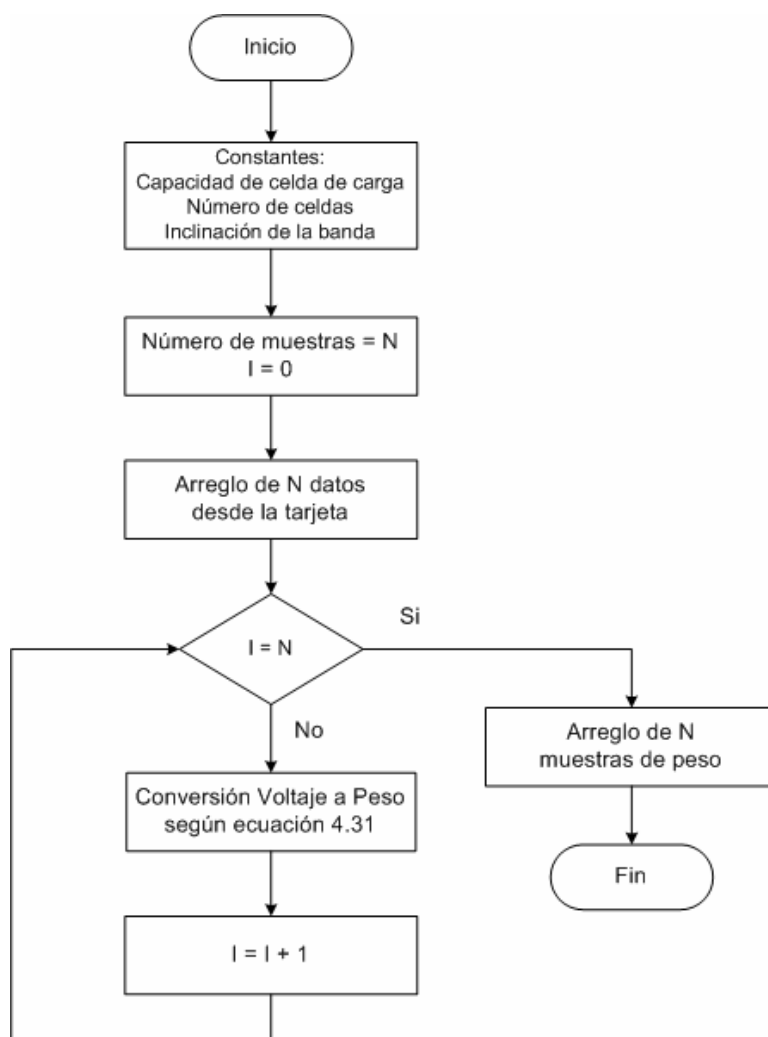 Inicio
Constantes:
Capacidad de celda de carga
Número de celdas
Inclinación de la banda
Número de muestras = N
I = 0
Arreglo de N datos
desde la tarjeta
I = N
Si
No
Arreglo de N
muestras de peso
Conversión Voltaje a Peso
según ecuación 4.31
Fin
I = I + 1